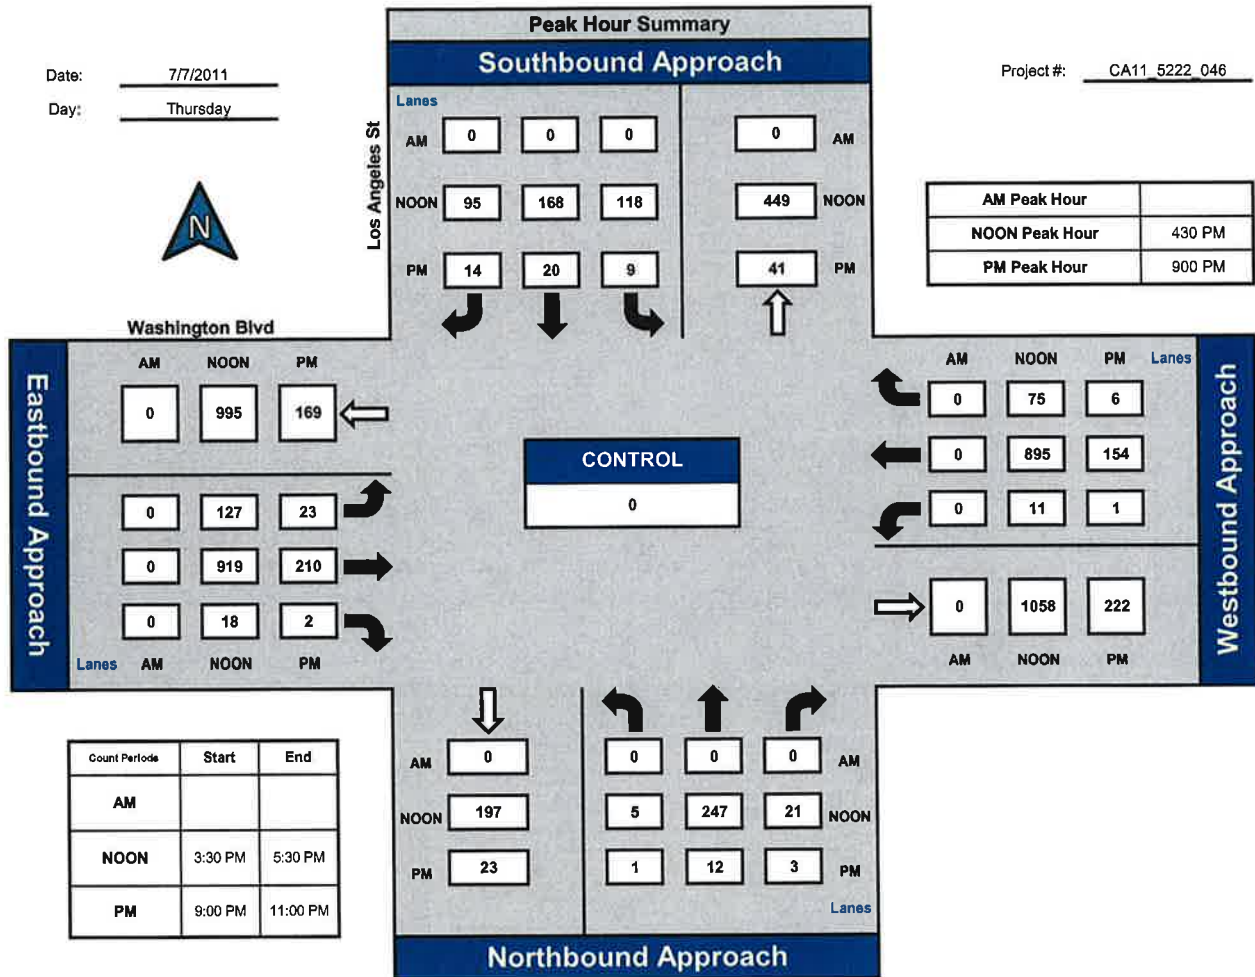 Peak Hour Summary
Southbound Approach
Date: 7/7/2011
Day: Thursday
Project #: CA11_5222_046
N
Los Angeles St
Lanes
AM 0 0 0 0 AM
NOON 95 168 118 449 NOON
PM 14 20 9 41 PM
AM Peak Hour
NOON Peak Hour 430 PM
PM Peak Hour 900 PM
Washington Blvd
Eastbound Approach
AM NOON PM
0 995 169
0 127 23
0 919 210
0 18 2
Lanes AM NOON PM
CONTROL
0
AM NOON PM Lanes
0 75 6
0 895 154
0 11 1
0 1058 222
AM NOON PM
Westbound Approach
Count Periods Start End
AM
NOON 3:30 PM 5:30 PM
PM 9:00 PM 11:00 PM
AM 0 0 0 0 AM
NOON 197 5 247 21 NOON
PM 23 1 12 3 PM
Lanes
Northbound Approach